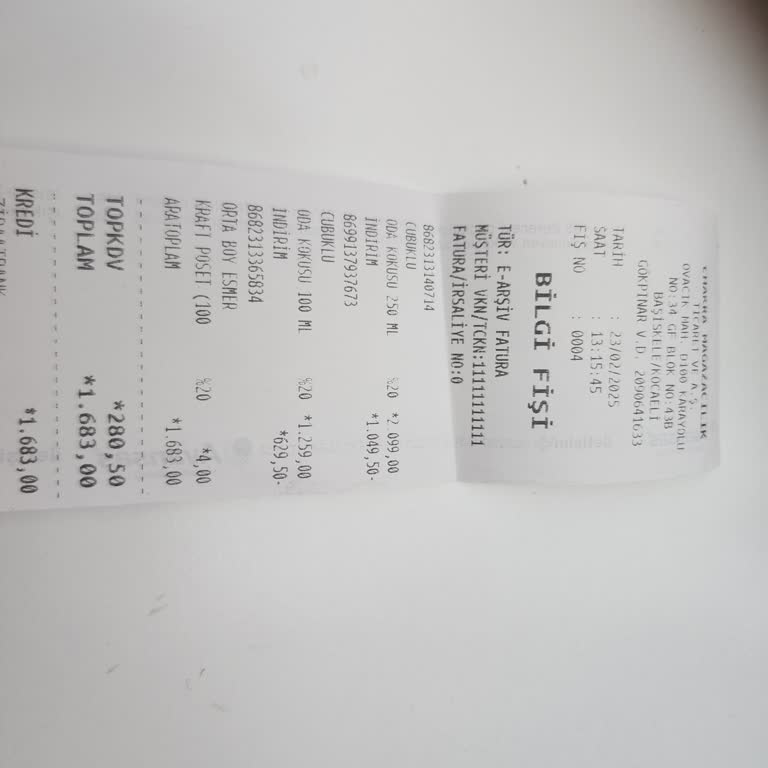 CHAKRA MAĞAZACILIK
TİCARET VE A.Ş.
OVACIK MAH. D100 KARAYOLU
NO:34 GF BLOK NO:43B
BAŞİSKELE/KOCAELİ
GÖKPINAR V.D. 2090641633
TARİH : 23/02/2025
SAAT : 13:15:45
FİŞ NO : 0004
BİLGİ FİŞİ
TÜR: E-ARŞİV FATURA
MÜŞTERİ VKN/TCKN:11111111111
FATURA/İRSALİYE NO:0
8682313140714
ÇUBUKLU
ODA KOKUSU 250 ML %20 *2.099,00
İNDİRİM *1.049,50-
8699137937673
ÇUBUKLU
ODA KOKUSU 100 ML %20 *1.259,00
İNDİRİM *629,50-
8682313365834
ORTA BOY ESMER
KRAFT POŞET (100 %20 *4,00
ARATOPLAM *1.683,00
TOPKDV *280,50
TOPLAM *1.683,00
KREDİ *1.683,00